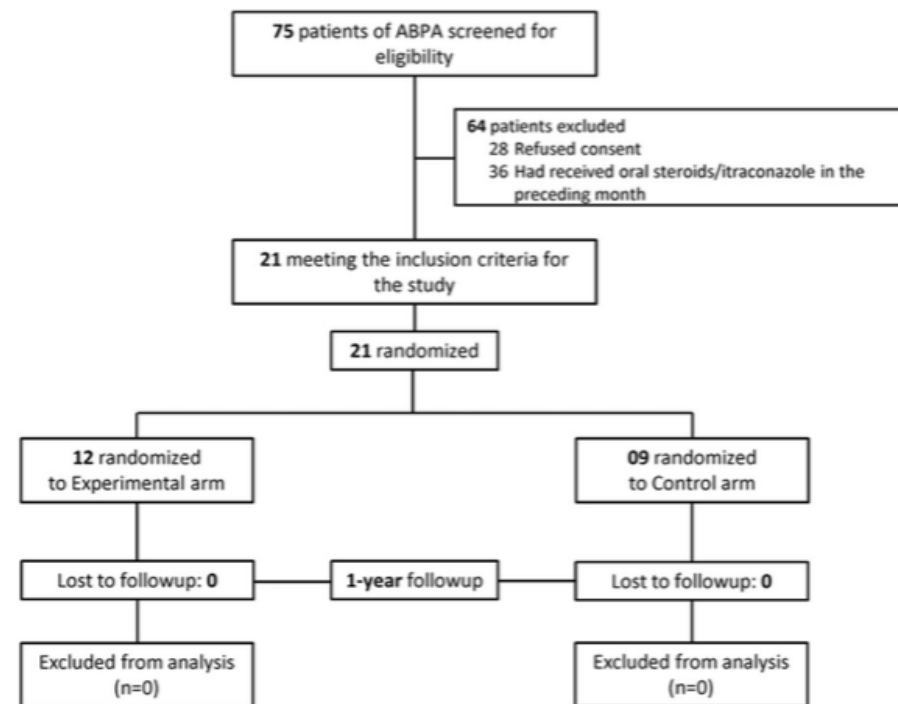 75 patients of ABPA screened for
eligibility
64 patients excluded
28 Refused consent
36 Had received oral steroids/itraconazole in the
preceding month
21 meeting the inclusion criteria for
the study
21 randomized
12 randomized
to Experimental arm
09 randomized
to Control arm
Lost to followup: 0
1-year followup
Lost to followup: 0
Excluded from analysis
(n=0)
Excluded from analysis
(n=0)